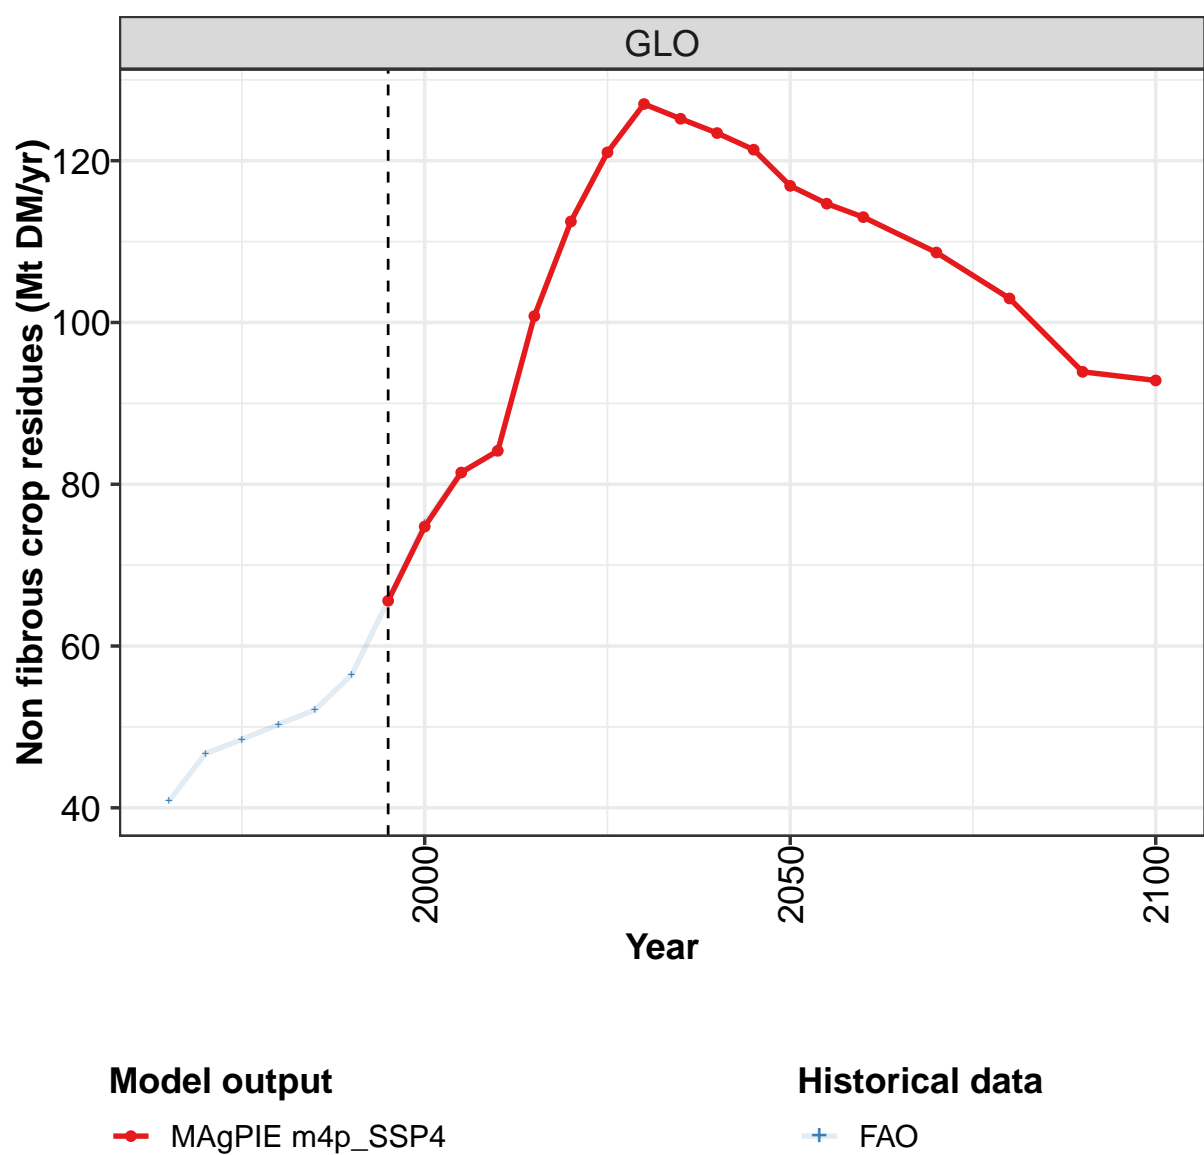 GLO
Non fibrous crop residues (Mt DM/yr)
120
100
80
60
40
2000
2050
2100
Year
Model output
MAgPIE m4p_SSP4
Historical data
FAO